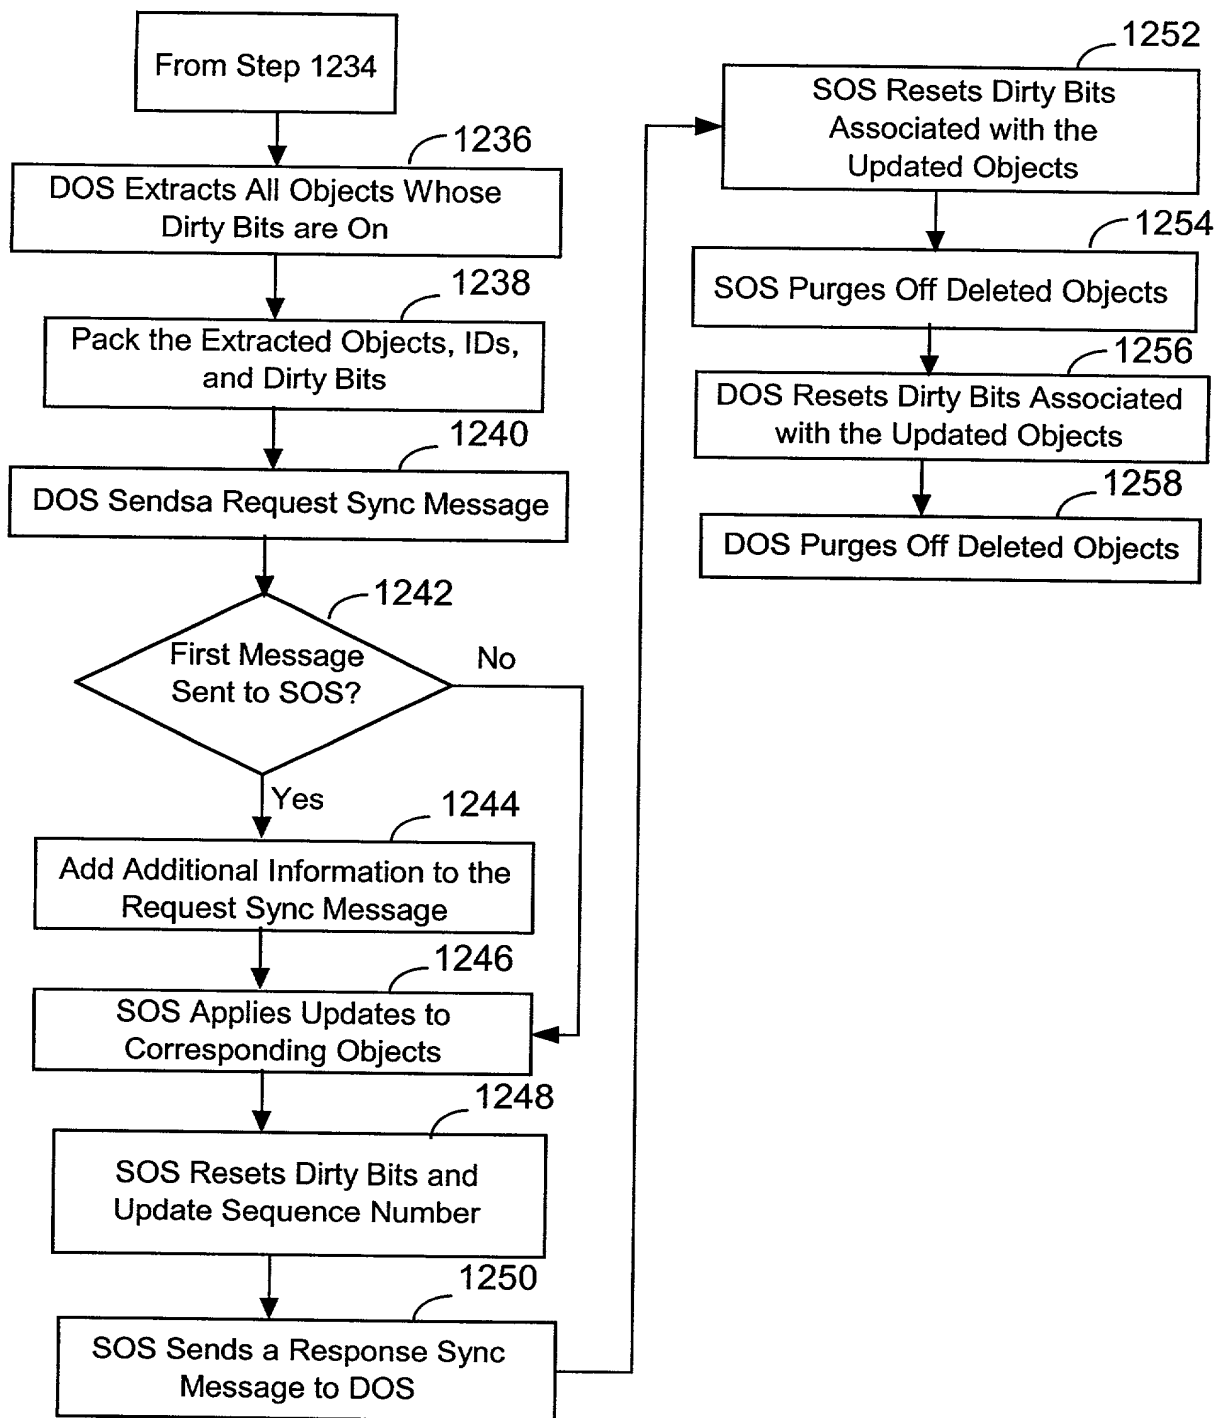 From Step 1234
1236
DOS Extracts All Objects Whose
Dirty Bits are On
1238
Pack the Extracted Objects, IDs,
and Dirty Bits
1240
DOS Sendsa Request Sync Message
1242
First Message
Sent to SOS?
No
Yes
1244
Add Additional Information to the
Request Sync Message
1246
SOS Applies Updates to
Corresponding Objects
1248
SOS Resets Dirty Bits and
Update Sequence Number
1250
SOS Sends a Response Sync
Message to DOS
1252
SOS Resets Dirty Bits
Associated with the
Updated Objects
1254
SOS Purges Off Deleted Objects
1256
DOS Resets Dirty Bits Associated
with the Updated Objects
1258
DOS Purges Off Deleted Objects